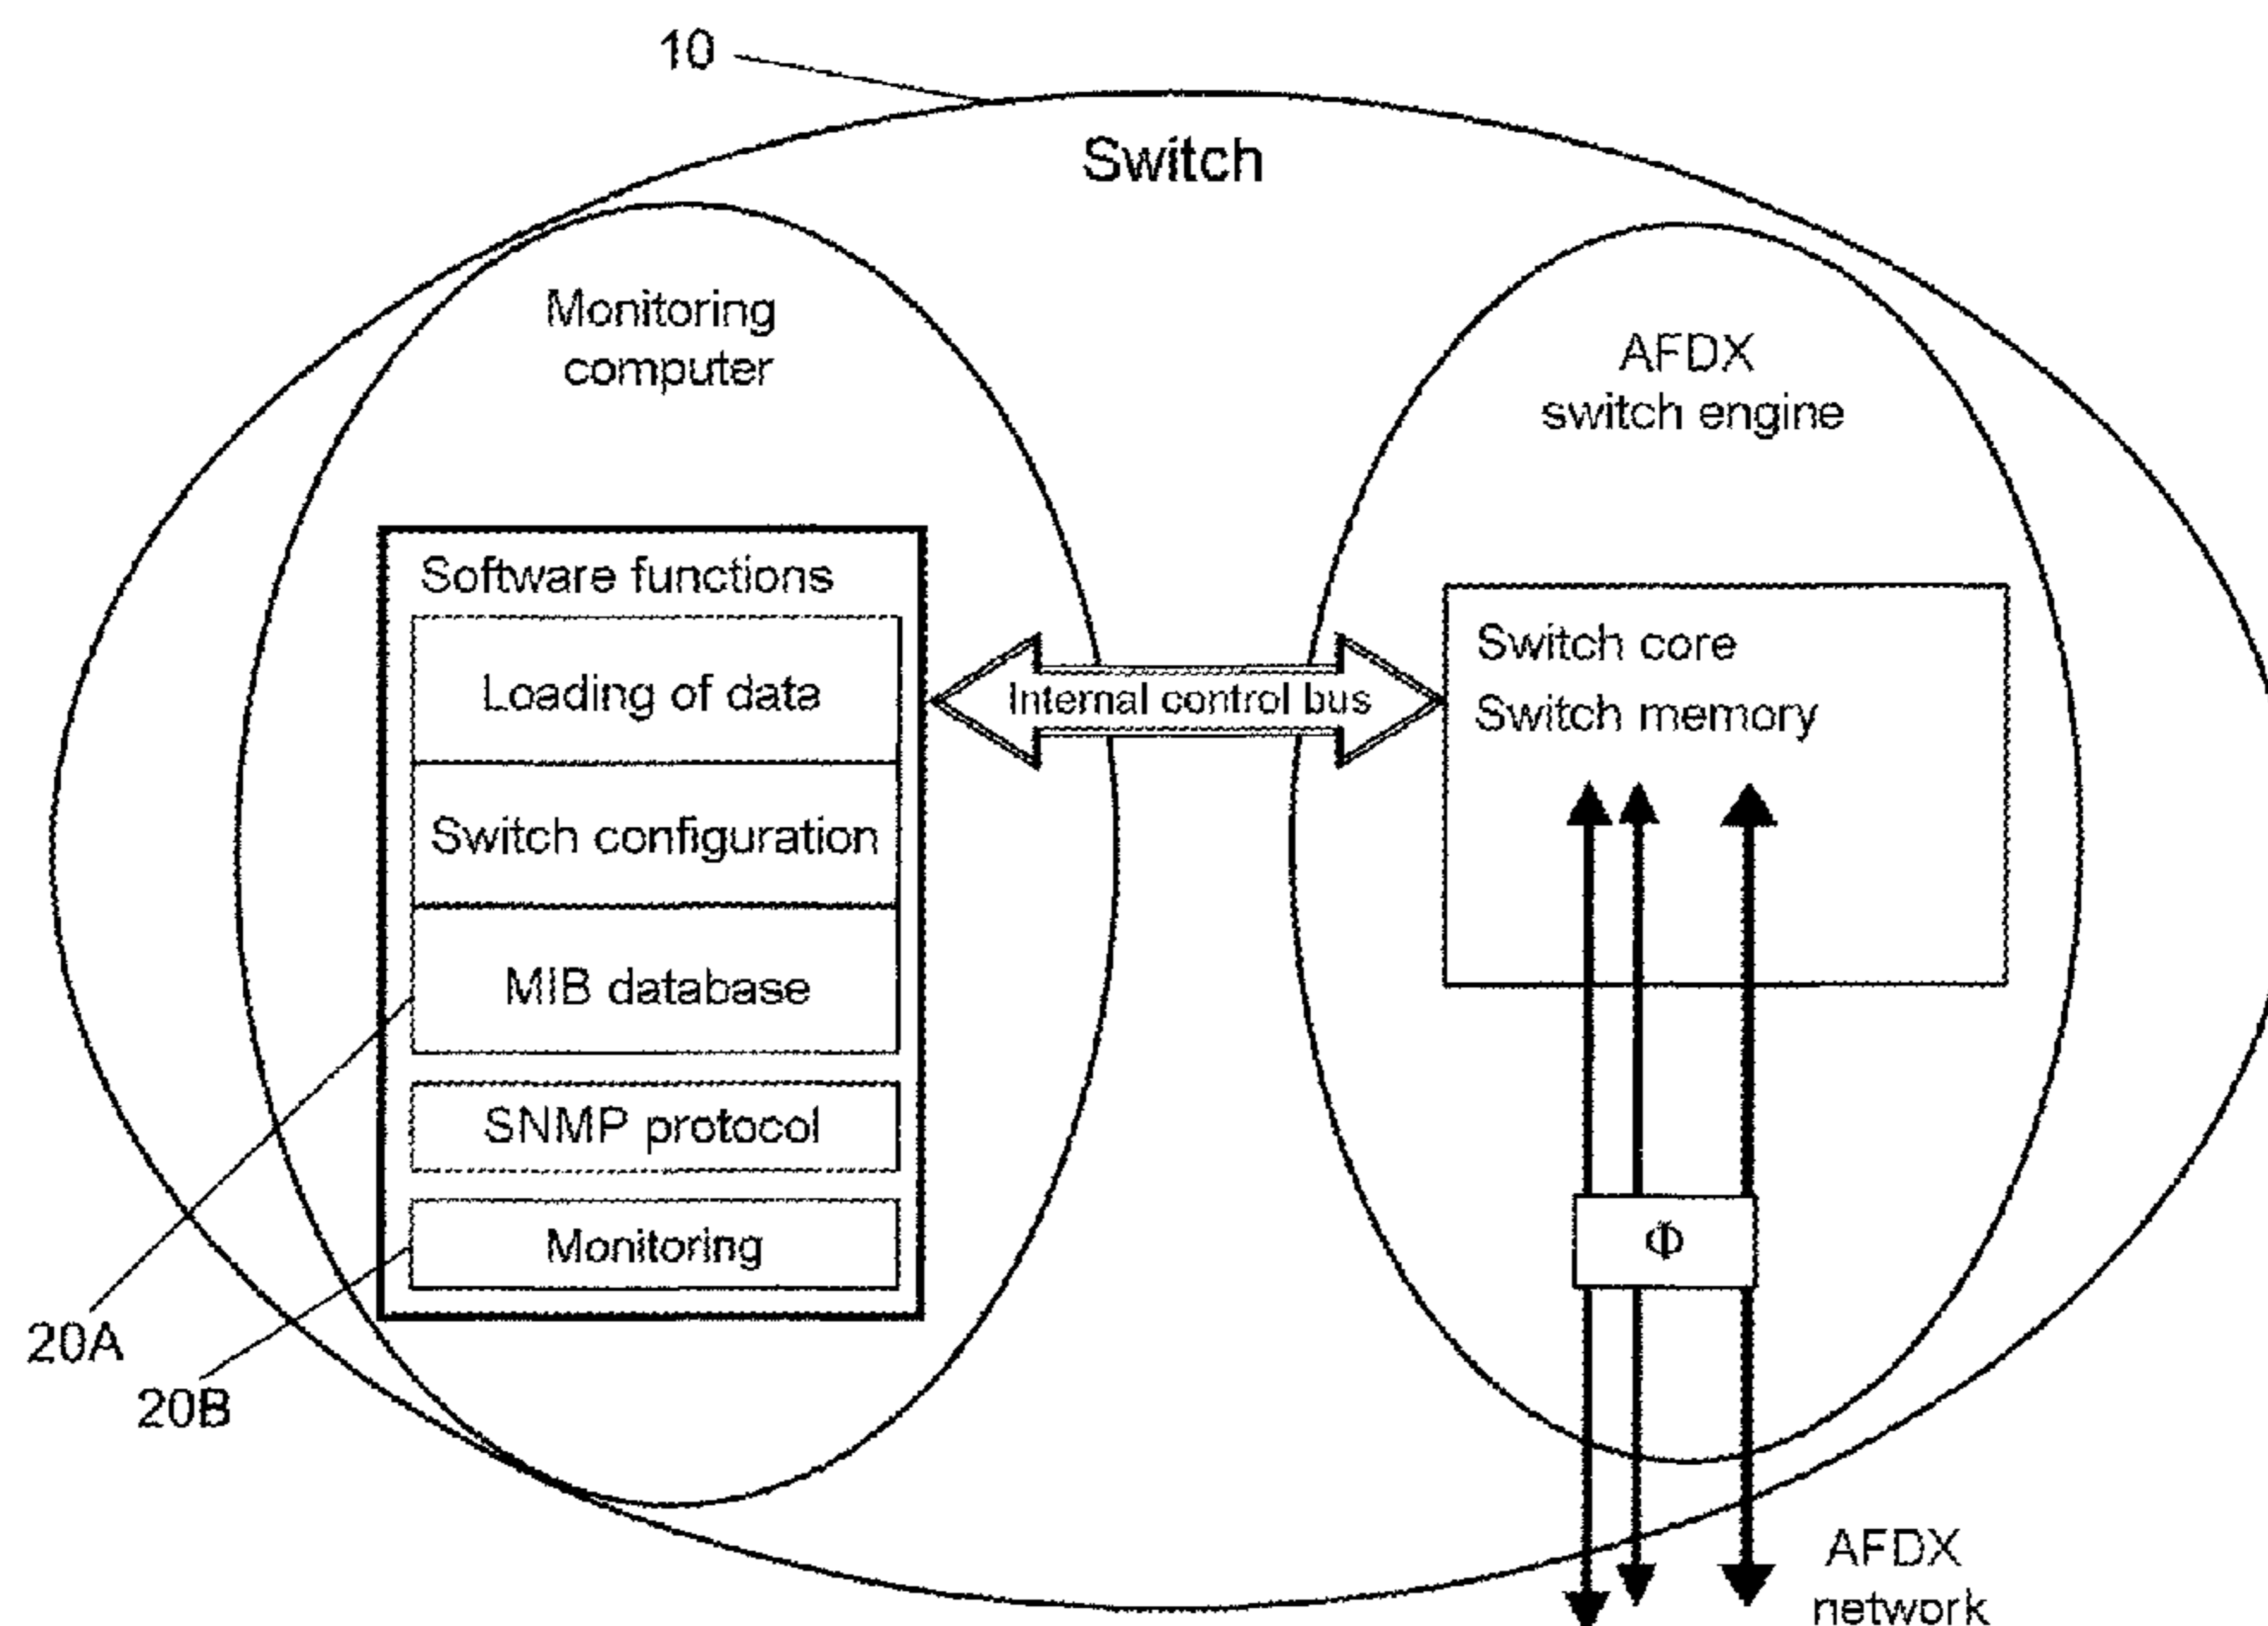 10
Switch
Monitoring
computer
AFDX
switch engine
Software functions
Loading of data
Switch configuration
MIB database
SNMP protocol
Monitoring
Internal control bus
Switch core
Switch memory
Φ
20A
20B
AFDX
network